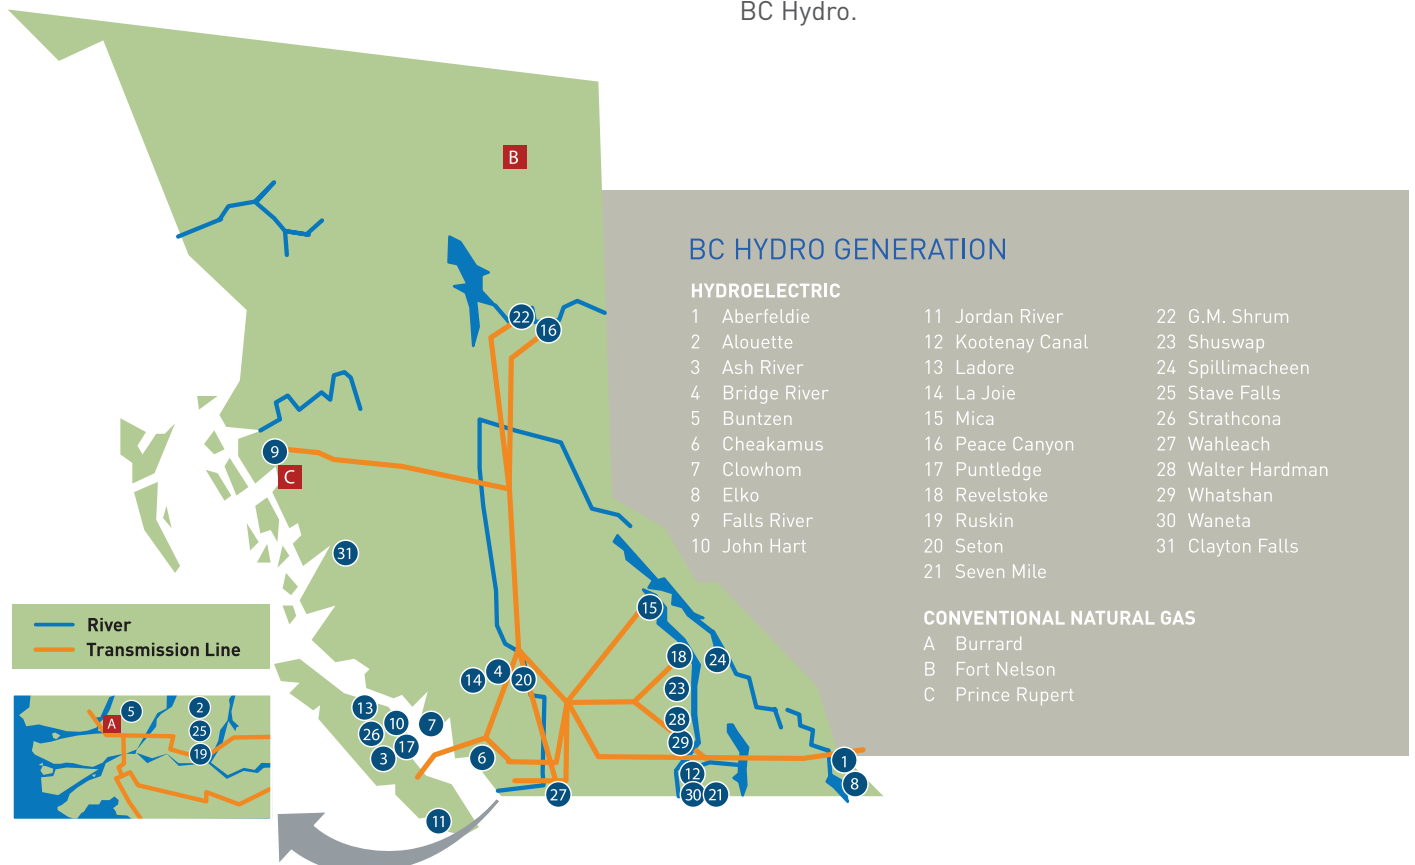 BC Hydro.
B
BC HYDRO GENERATION
HYDROELECTRIC
1 Aberfeldie
2 Alouette
3 Ash River
4 Bridge River
5 Buntzen
6 Cheakamus
7 Clowhom
8 Elko
9 Falls River
10 John Hart
11 Jordan River
12 Kootenay Canal
13 Ladore
14 La Joie
15 Mica
16 Peace Canyon
17 Puntledge
18 Revelstoke
19 Ruskin
20 Seton
21 Seven Mile
22 G.M. Shrum
23 Shuswap
24 Spillimacheen
25 Stave Falls
26 Strathcona
27 Wahleach
28 Walter Hardman
29 Whatshan
30 Waneta
31 Clayton Falls
CONVENTIONAL NATURAL GAS
A Burrard
B Fort Nelson
C Prince Rupert
22
16
9
C
31
15
18
24
14
4
20
23
13
10
7
26
17
3
6
28
29
1
12
8
27
30
21
11
River
Transmission Line
5
2
A
25
19